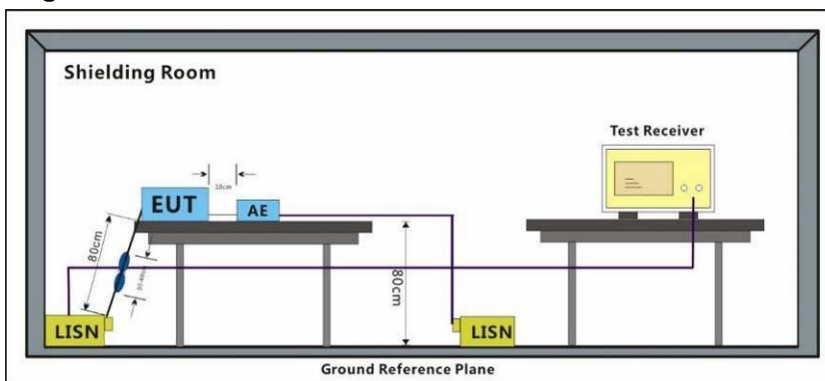 Shielding Room
Test Receiver
10cm
EUT
AE
80cm
80cm
LISN
LISN
Ground Reference Plane